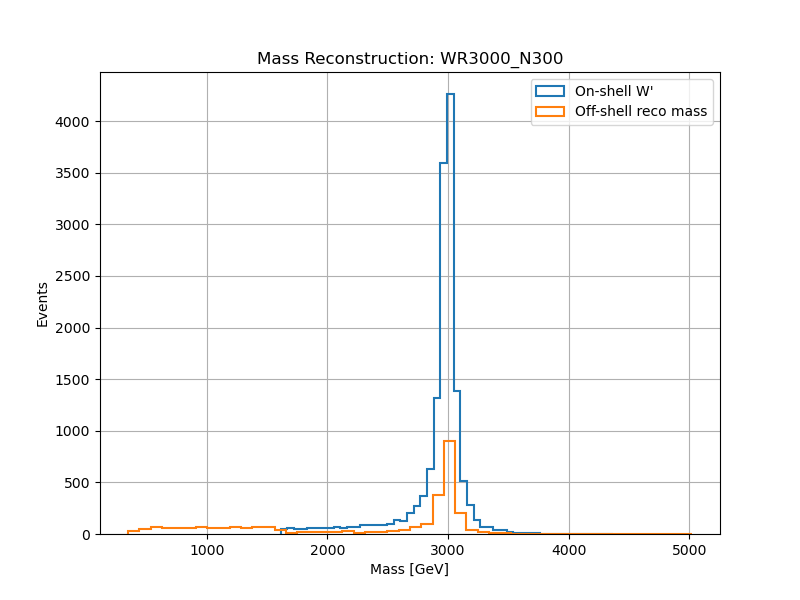 Mass Reconstruction: WR3000_N300
On-shell W'
Off-shell reco mass
4000
3500
3000
2500
2000
1500
1000
500
0
Events
1000 2000 3000 4000 5000
Mass [GeV]